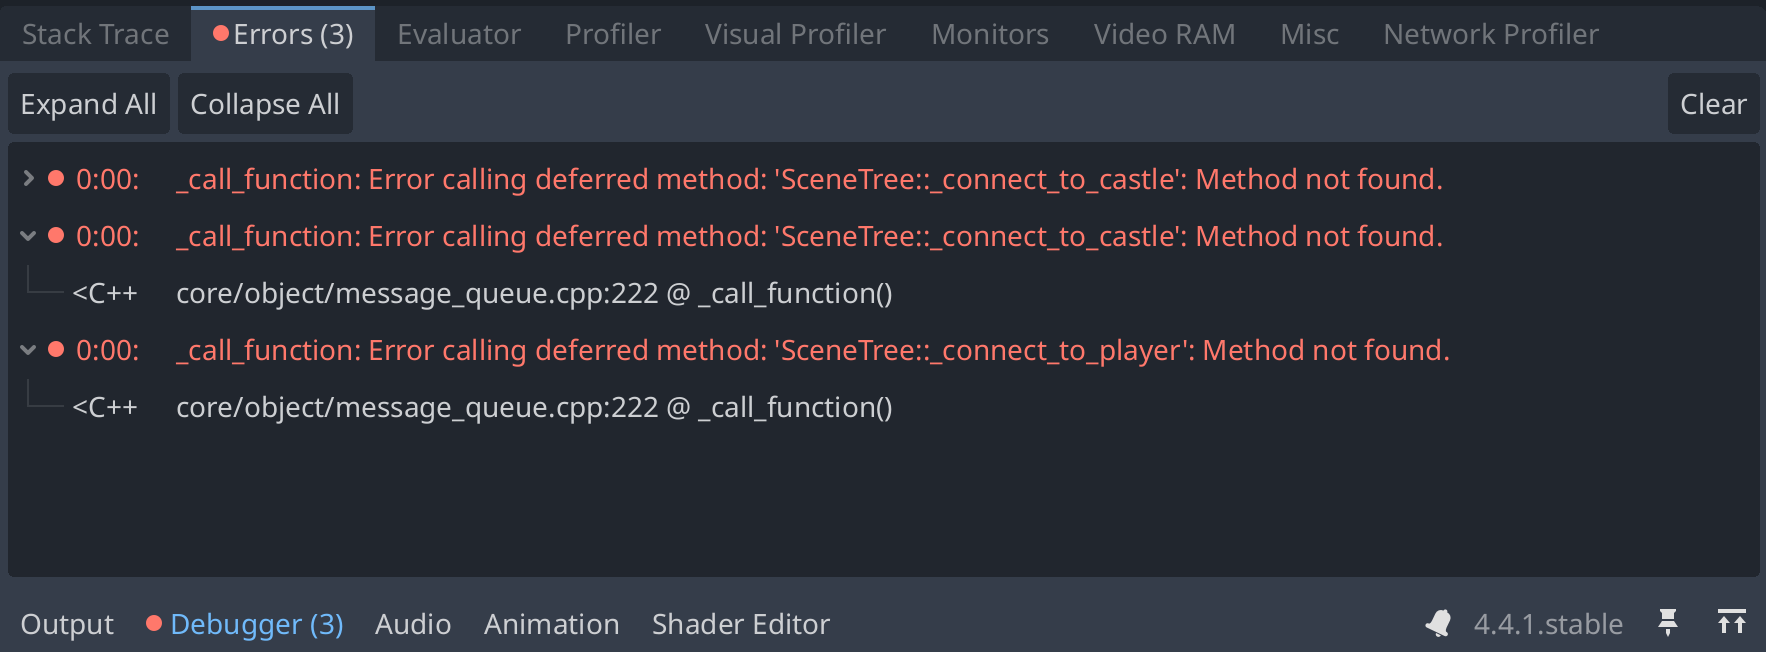 Stack Trace Errors (3) Evaluator Profiler Visual Profiler Monitors Video RAM Misc Network Profiler
Expand All Collapse All Clear
0:00: _call_function: Error calling deferred method: 'SceneTree::_connect_to_castle': Method not found.
0:00: _call_function: Error calling deferred method: 'SceneTree::_connect_to_castle': Method not found.
<C++ core/object/message_queue.cpp:222 @ _call_function()
0:00: _call_function: Error calling deferred method: 'SceneTree::_connect_to_player': Method not found.
<C++ core/object/message_queue.cpp:222 @ _call_function()
Output Debugger (3) Audio Animation Shader Editor 4.4.1.stable